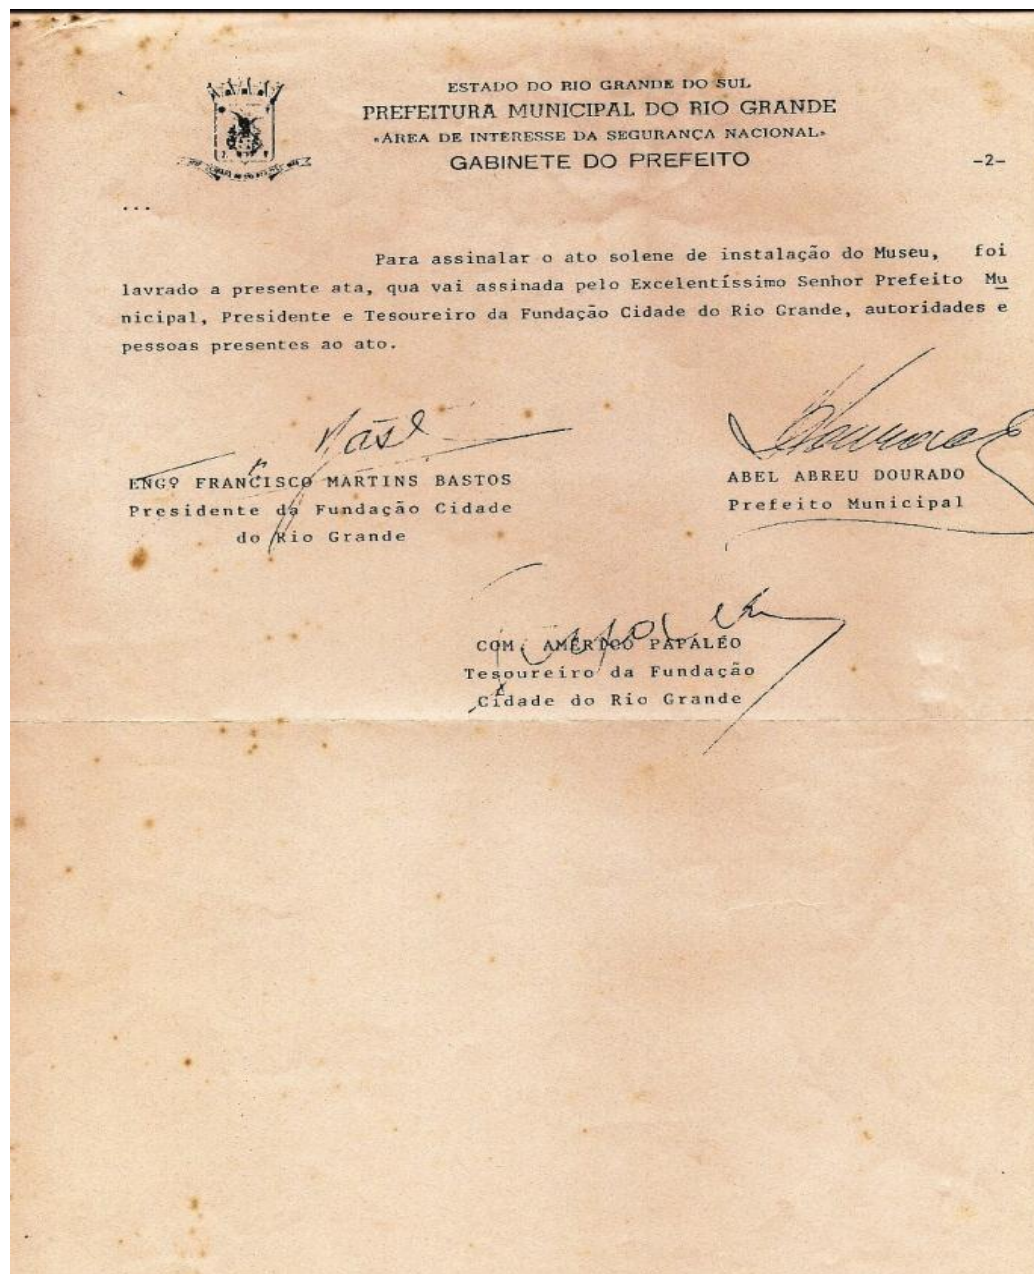 ESTADO DO RIO GRANDE DO SUL
PREFEITURA MUNICIPAL DO RIO GRANDE
«ÁREA DE INTERESSE DA SEGURANÇA NACIONAL»
GABINETE DO PREFEITO
-2-
...
Para assinalar o ato solene de instalação do Museu, foi
lavrado a presente ata, qua vai assinada pelo Excelentíssimo Senhor Prefeito Mu
nicipal, Presidente e Tesoureiro da Fundação Cidade do Rio Grande, autoridades e
pessoas presentes ao ato.
ENGº FRANCISCO MARTINS BASTOS
Presidente da Fundação Cidade
do Rio Grande
ABEL ABREU DOURADO
Prefeito Municipal
COM. AMÉRICO PAPALÉO
Tesoureiro da Fundação
Cidade do Rio Grande